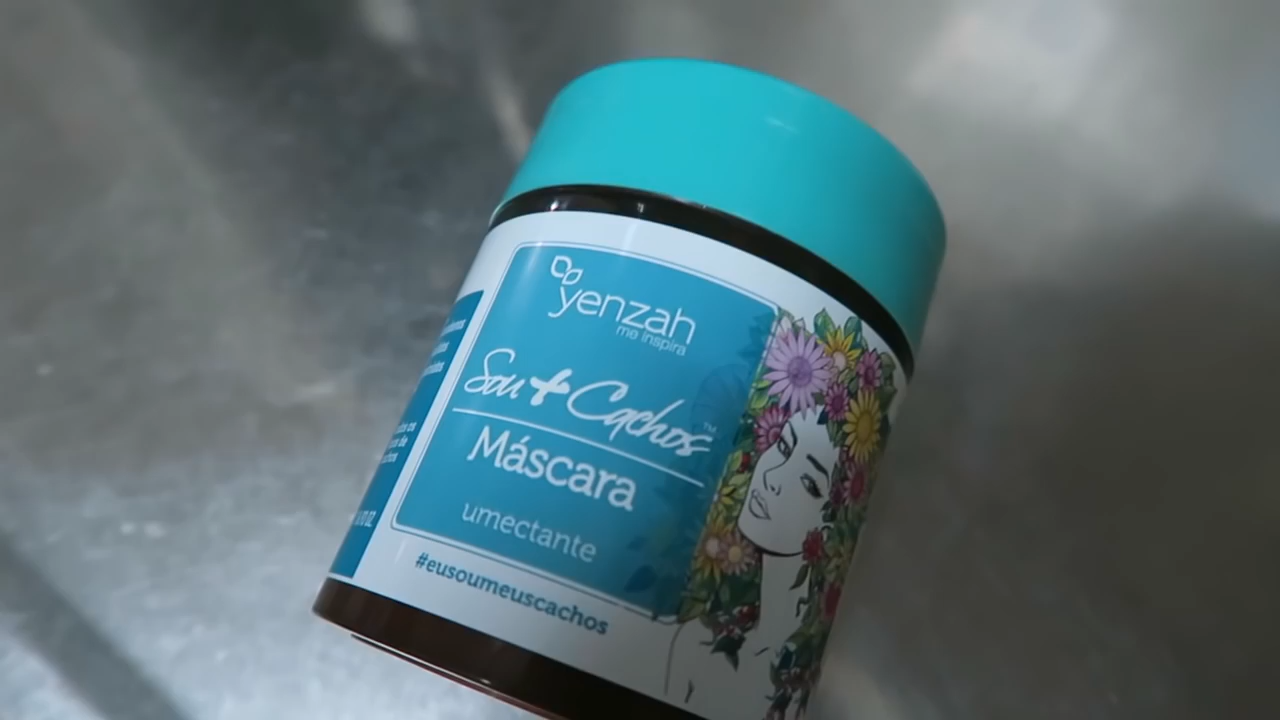 yenzah
me inspira
Sou + Cachos™
Máscara
umectante
#eusoumeuscachos